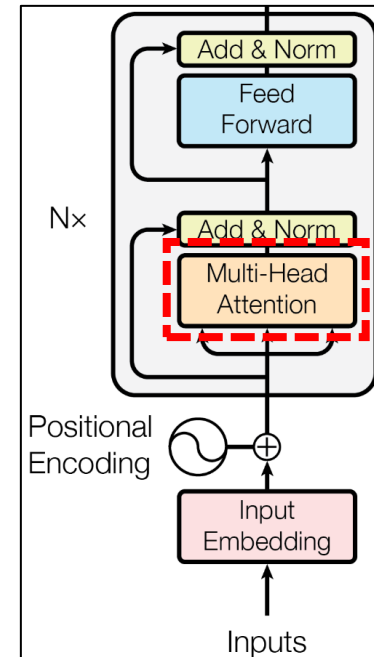 Add & Norm
Feed
Forward
N×
Add & Norm
Multi-Head
Attention
Positional
Encoding
Input
Embedding
Inputs